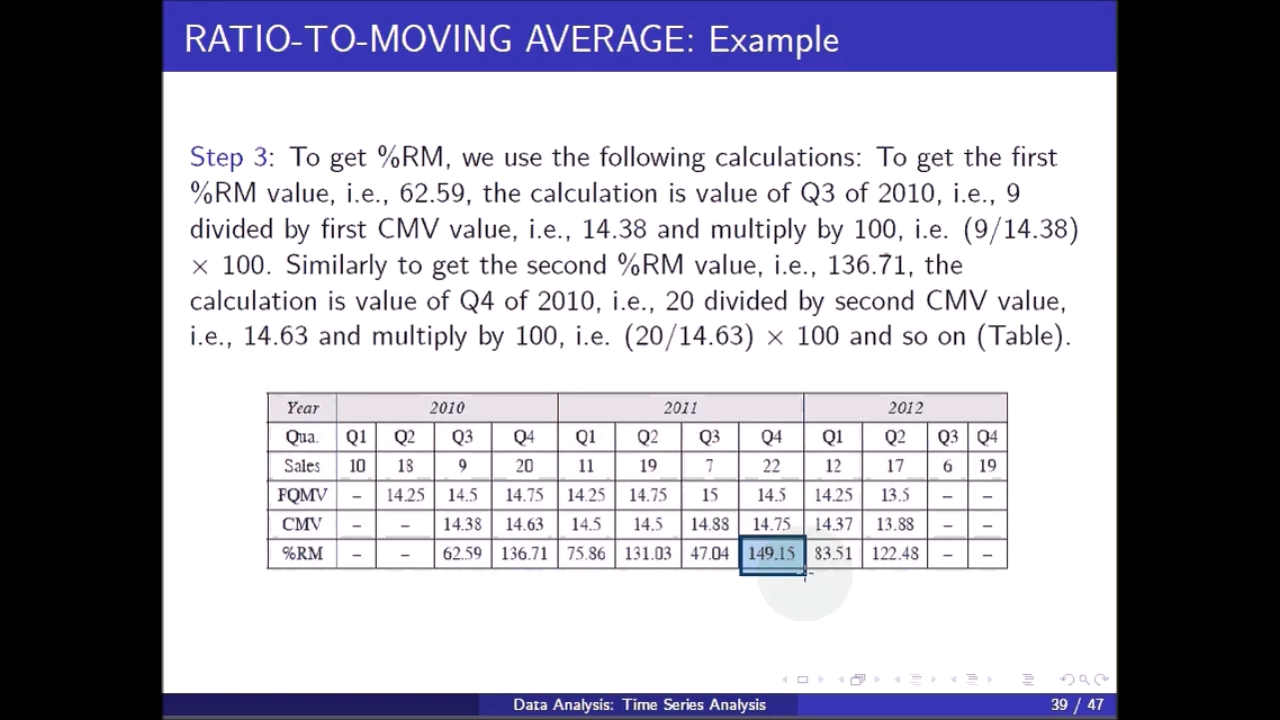 RATIO-TO-MOVING AVERAGE: Example
Step 3: To get %RM, we use the following calculations: To get the first
%RM value, i.e., 62.59, the calculation is value of Q3 of 2010, i.e., 9
divided by first CMV value, i.e., 14.38 and multiply by 100, i.e. (9/14.38)
× 100. Similarly to get the second %RM value, i.e., 136.71, the
calculation is value of Q4 of 2010, i.e., 20 divided by second CMV value,
i.e., 14.63 and multiply by 100, i.e. (20/14.63) × 100 and so on (Table).
Year 2010 2011 2012
Qua. Q1 Q2 Q3 Q4 Q1 Q2 Q3 Q4 Q1 Q2 Q3 Q4
Sales 10 18 9 20 11 19 7 22 12 17 6 19
FQMV – 14.25 14.5 14.75 14.25 14.75 15 14.5 14.25 13.5 – –
CMV – – 14.38 14.63 14.5 14.5 14.88 14.75 14.37 13.88 – –
%RM – – 62.59 136.71 75.86 131.03 47.04 149.15 83.51 122.48 – –
Data Analysis: Time Series Analysis 39 / 47